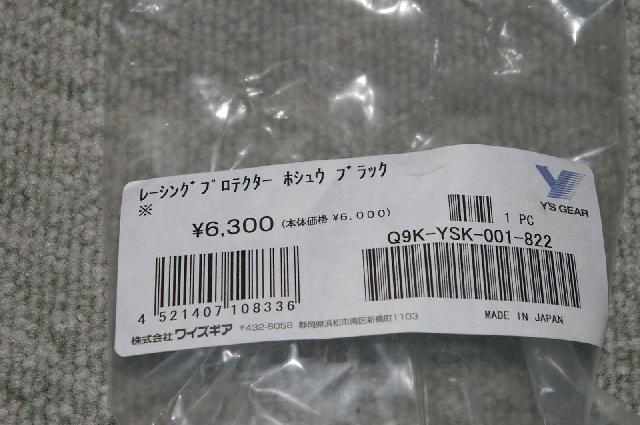 レーシングプロテクター ホシュウ ブラック
※
¥6,300 (本体価格 ¥6,000)
Y'S GEAR
1 PC
Q9K-YSK-001-822
4 521407 108336
MADE IN JAPAN
株式会社 ワイズギア 〒432-8058 静岡県浜松市南区新橋町1103